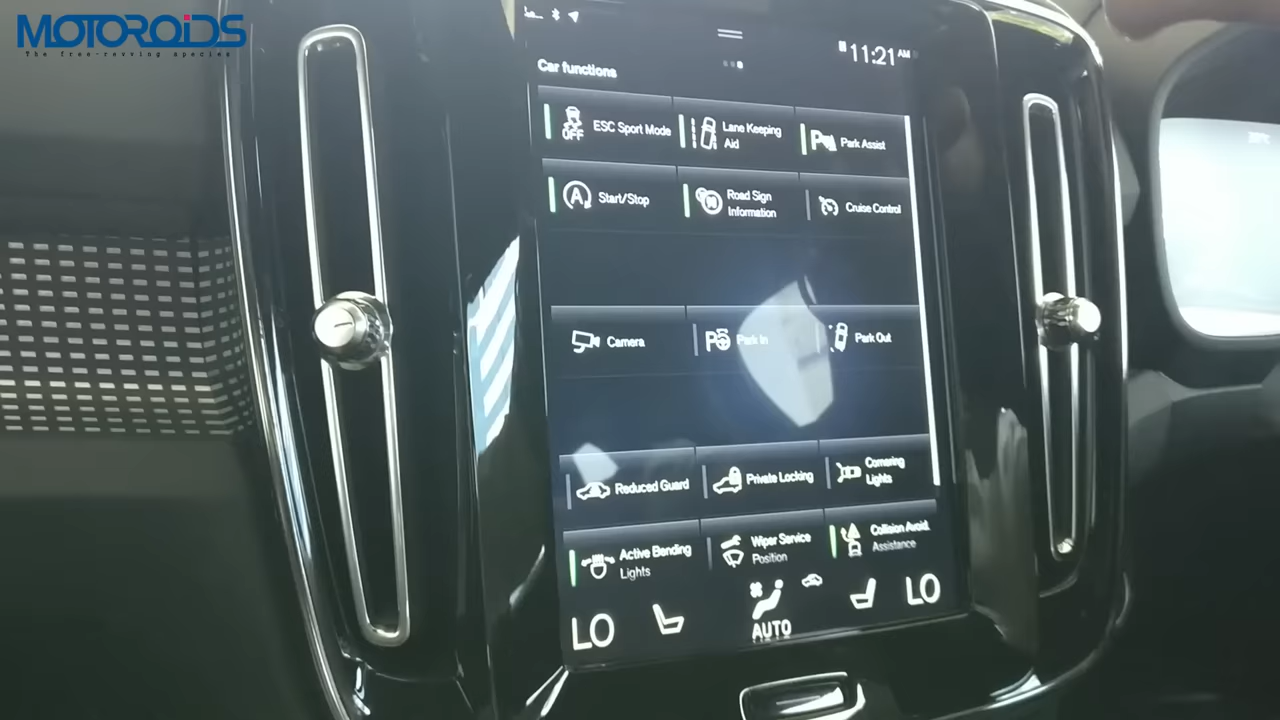 MOTOROIDS
The free-revving species
11:21 AM
Car functions
ESC Sport Mode
OFF
Lane Keeping
Aid
Park Assist
Start/Stop
Road Sign
Information
Cruise Control
Camera
Park In
Park Out
Reduced Guard
Private Locking
Cornering
Lights
Active Bending
Lights
Wiper Service
Position
Collision Avoid.
Assistance
LO
AUTO
LO